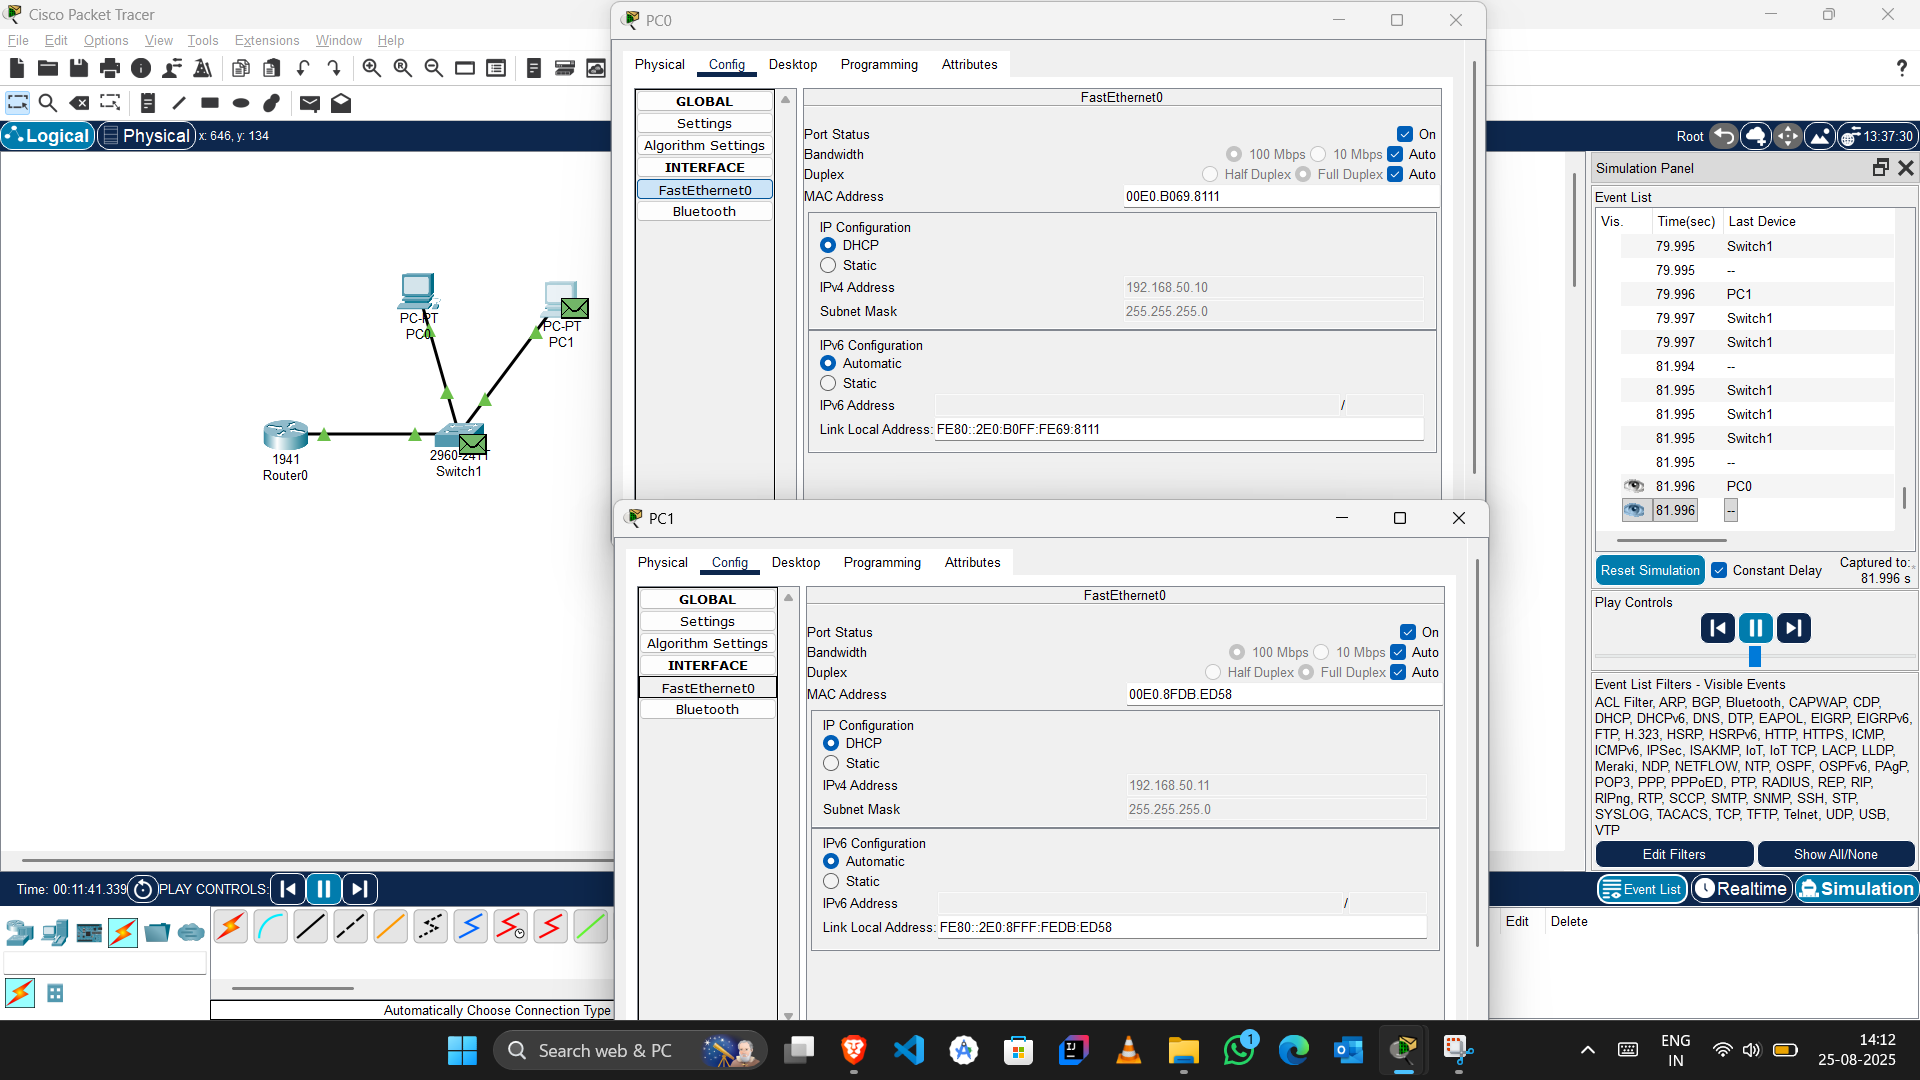 Cisco Packet Tracer
File Edit Options View Tools Extensions Window Help
?
Logical Physical x: 646, y: 134
Root 13:37:30
PC-PT
PC0
PC-PT
PC1
1941
Router0
2960-24TT
Switch1
PC0
Physical Config Desktop Programming Attributes
GLOBAL
Settings
Algorithm Settings
INTERFACE
FastEthernet0
Bluetooth
FastEthernet0
Port Status On
Bandwidth 100 Mbps 10 Mbps Auto
Duplex Half Duplex Full Duplex Auto
MAC Address 00E0.B069.8111
IP Configuration
DHCP
Static
IPv4 Address 192.168.50.10
Subnet Mask 255.255.255.0
IPv6 Configuration
Automatic
Static
IPv6 Address /
Link Local Address: FE80::2E0:B0FF:FE69:8111
PC1
Physical Config Desktop Programming Attributes
GLOBAL
Settings
Algorithm Settings
INTERFACE
FastEthernet0
Bluetooth
FastEthernet0
Port Status On
Bandwidth 100 Mbps 10 Mbps Auto
Duplex Half Duplex Full Duplex Auto
MAC Address 00E0.8FDB.ED58
IP Configuration
DHCP
Static
IPv4 Address 192.168.50.11
Subnet Mask 255.255.255.0
IPv6 Configuration
Automatic
Static
IPv6 Address /
Link Local Address: FE80::2E0:8FFF:FEDB:ED58
Simulation Panel
Event List
Vis. Time(sec) Last Device
79.995 Switch1
79.995 --
79.996 PC1
79.997 Switch1
79.997 Switch1
81.994 --
81.995 Switch1
81.995 Switch1
81.995 Switch1
81.995 --
81.996 PC0
81.996 --
Reset Simulation Constant Delay Captured to:
81.996 s
Play Controls
Event List Filters - Visible Events
ACL Filter, ARP, BGP, Bluetooth, CAPWAP, CDP,
DHCP, DHCPv6, DNS, DTP, EAPOL, EIGRP, EIGRPv6,
FTP, H.323, HSRP, HSRPv6, HTTP, HTTPS, ICMP,
ICMPv6, IPSec, ISAKMP, IoT, IoT TCP, LACP, LLDP,
Meraki, NDP, NETFLOW, NTP, OSPF, OSPFv6, PAgP,
POP3, PPP, PPPoED, PTP, RADIUS, REP, RIP,
RIPng, RTP, SCCP, SMTP, SNMP, SSH, STP,
SYSLOG, TACACS, TCP, TFTP, Telnet, UDP, USB,
VTP
Edit Filters Show All/None
Time: 00:11:41.339 PLAY CONTROLS:
Event List Realtime Simulation
Edit Delete
Automatically Choose Connection Type
Search web & PC
1
ENG
IN
14:12
25-08-2025